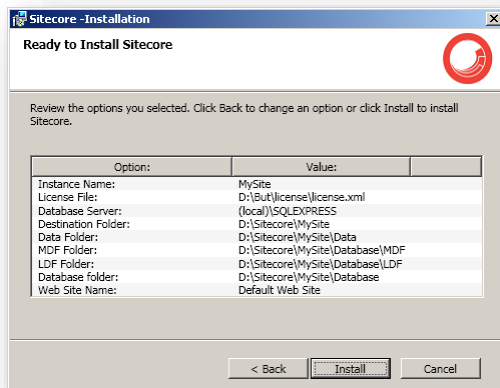 Sitecore -Installation
Ready to Install Sitecore
Review the options you selected. Click Back to change an option or click Install to install
Sitecore.
Option: Value:
Instance Name: MySite
License File: D:\But\license\license.xml
Database Server: (local)\SQLEXPRESS
Destination Folder: D:\Sitecore\MySite
Data Folder: D:\Sitecore\MySite\Data
MDF Folder: D:\Sitecore\MySite\Database\MDF
LDF Folder: D:\Sitecore\MySite\Database\LDF
Database folder: D:\Sitecore\MySite\Database
Web Site Name: Default Web Site
< Back Install Cancel